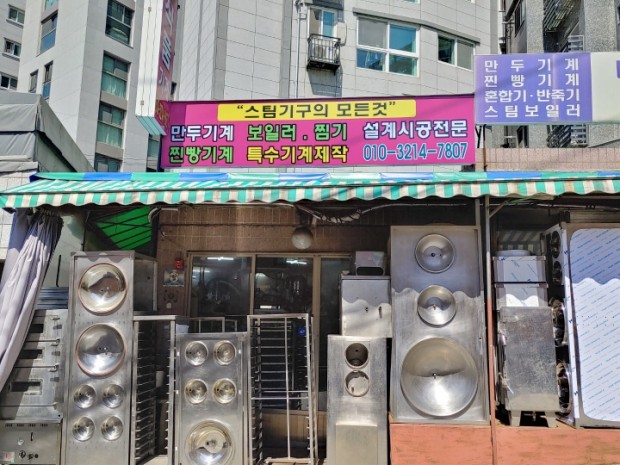 "스팀기구의 모든것"
만두기계 보일러.찜기 설계시공전문
찐빵기계 특수기계제작 010-3214-7807
만두기계
찐빵기계
혼합기·반죽기
스팀보일러